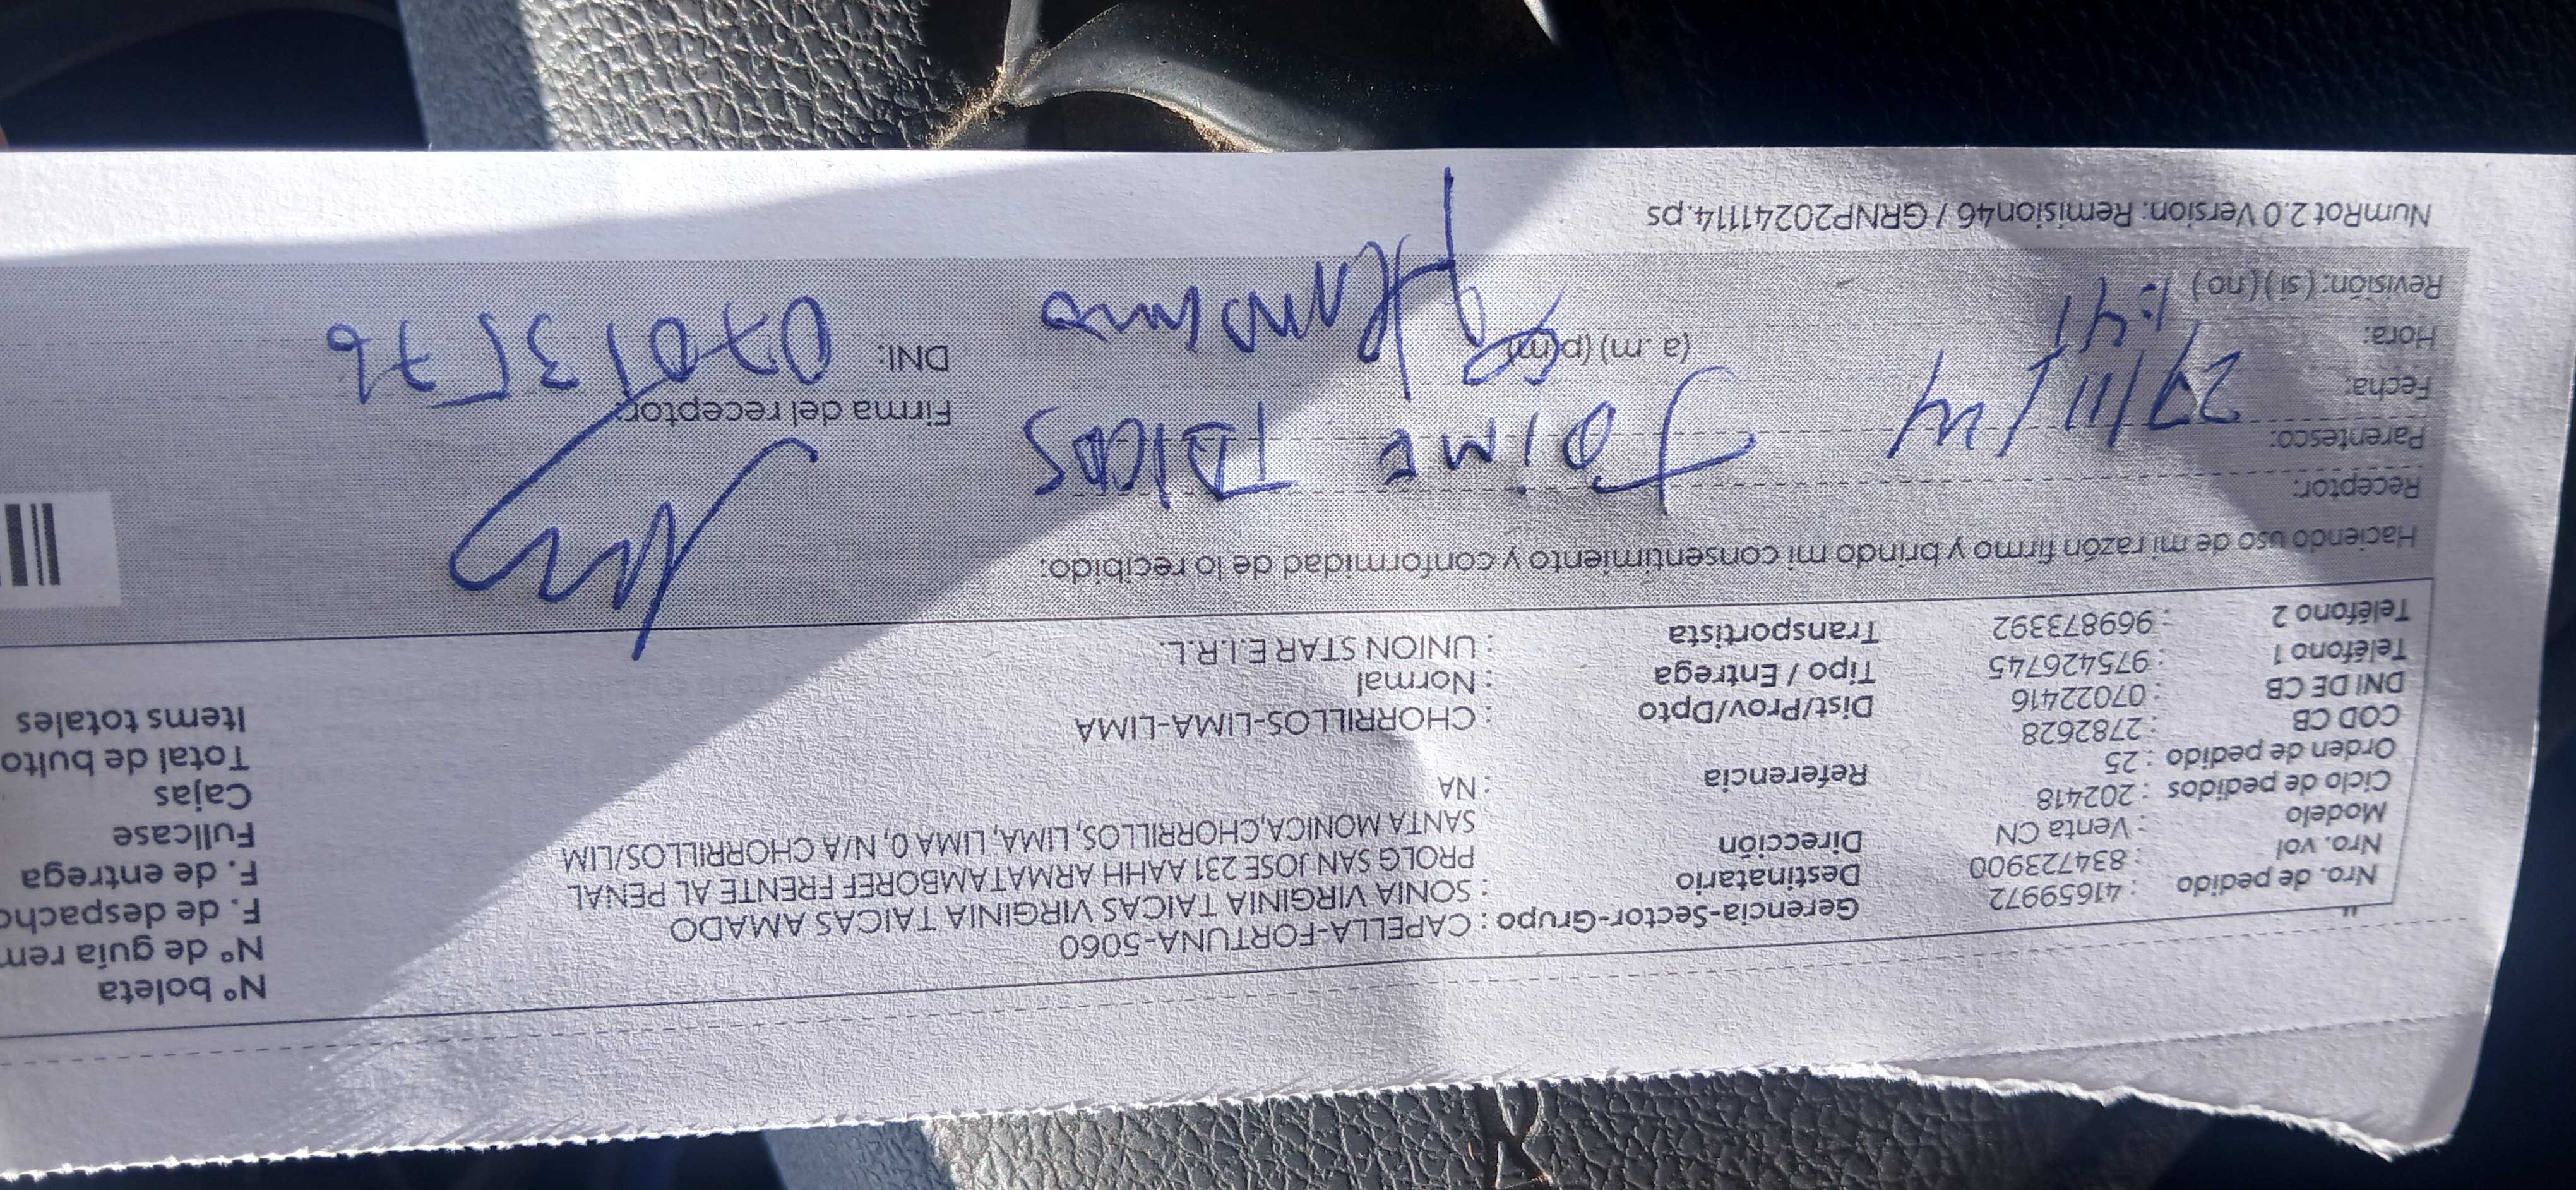 Nº boleta
Nº de guía rem
F. de despacho
F. de entrega
Fullcase
Cajas
Total de bulto
Items totales
Nro. de pedido : 41659972
Nro. vol : 834723900
Modelo : Venta CN
Ciclo de pedidos : 202418
Orden de pedido : 25
COD CB : 2782628
DNI DE CB : 07022416
Teléfono 1 : 975426745
Teléfono 2 : 969873392
Gerencia-Sector-Grupo : CAPELLA-FORTUNA-5060
Destinatario : SONIA VIRGINIA TAICAS VIRGINIA TAICAS AMADO
Dirección : PROLG SAN JOSE 231 AAHH ARMATAMBOREF FRENTE AL PENAL
SANTA MONICA,CHORRILLOS, LIMA, LIMA 0, N/A CHORRILLOS/LIM
Referencia : NA
Dist/Prov/Dpto : CHORRILLOS-LIMA-LIMA
Tipo / Entrega : Normal
Transportista : UNION STAR E.I.R.L.
Haciendo uso de mi razón firmo y brindo mi consentimiento y conformidad de lo recibido:
Receptor: JAIME TAICAS
Parentesco: Hermano
Fecha: 27/11/24
Hora: 1:41 (a .m) (p.m)
Revisión: (si) (no)
Firma del receptor:
DNI: 07013576
NumRot 2.0 Version: Remision46 / GRNP20241114.ps